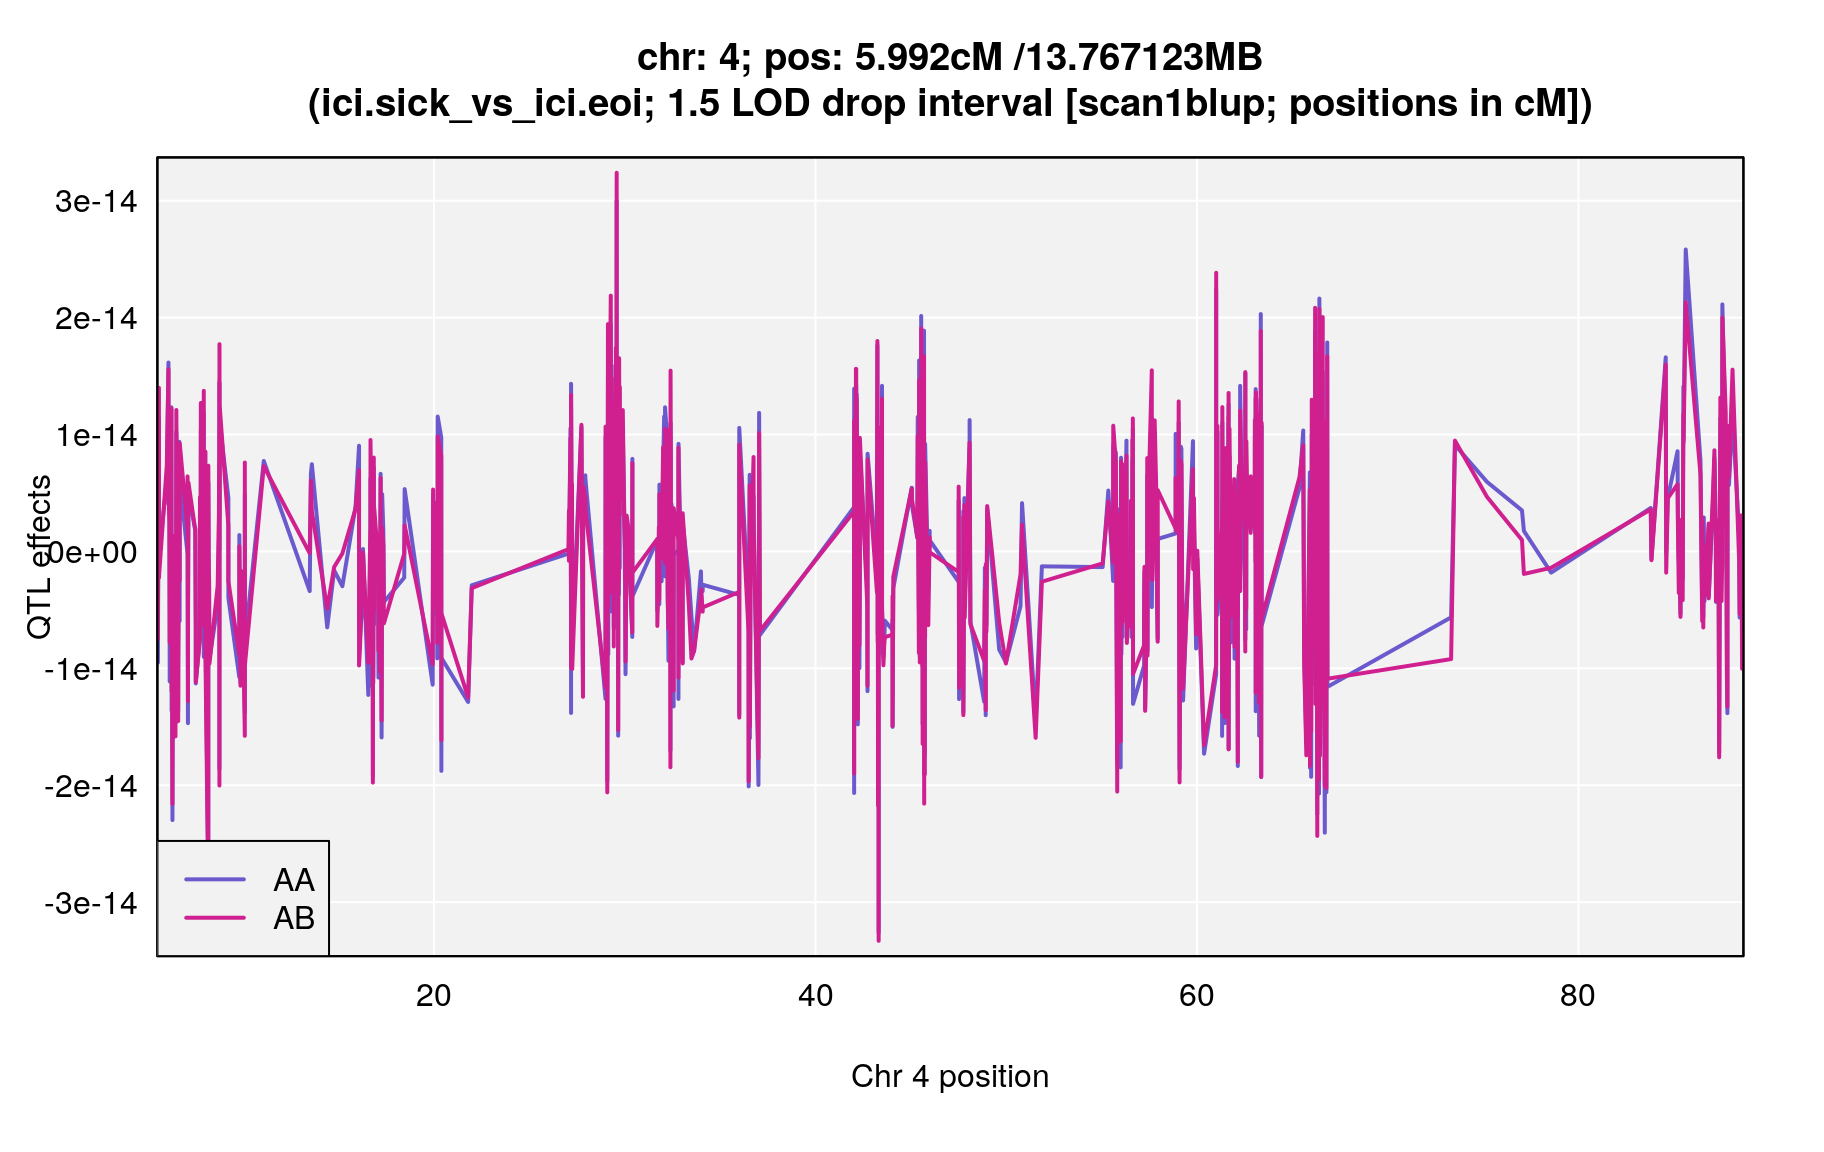 chr: 4; pos: 5.992cM /13.767123MB
(ici.sick_vs_ici.eoi; 1.5 LOD drop interval [scan1blup; positions in cM])
QTL effects
3e-14
2e-14
1e-14
0e+00
-1e-14
-2e-14
-3e-14
AA
AB
20
40
60
80
Chr 4 position